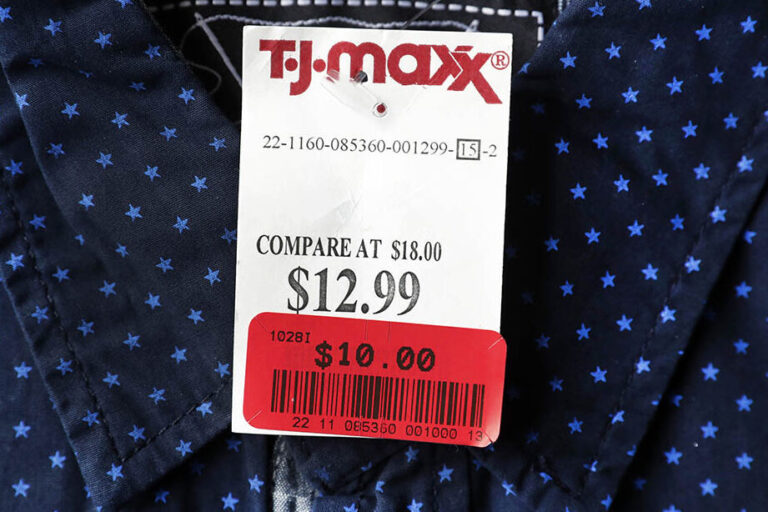 T·J·maxx®
22-1160-085360-001299-15-2
COMPARE AT $18.00
$12.99
1028I
$10.00
22 11 085360 001000 13